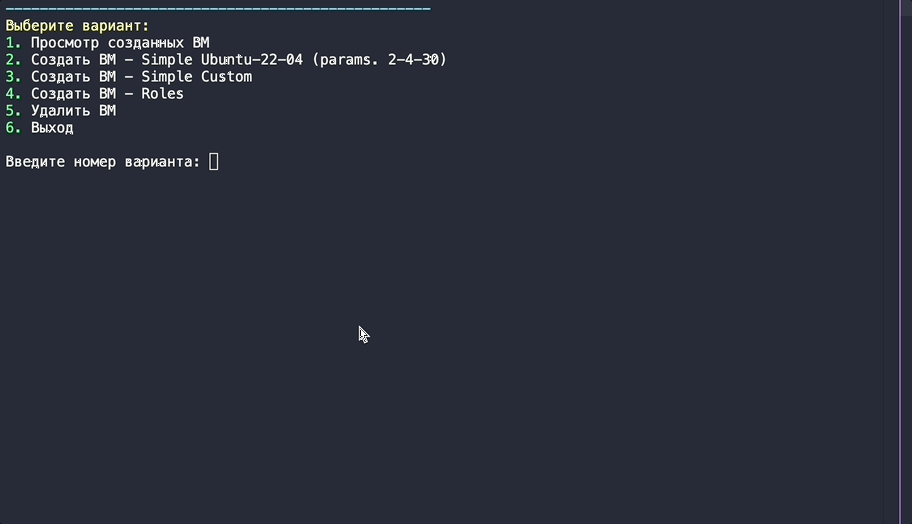 Выберите вариант:
1. Просмотр созданных ВМ
2. Создать ВМ - Simple Ubuntu-22-04 (params. 2-4-30)
3. Создать ВМ - Simple Custom
4. Создать ВМ - Roles
5. Удалить ВМ
6. Выход
Введите номер варианта: